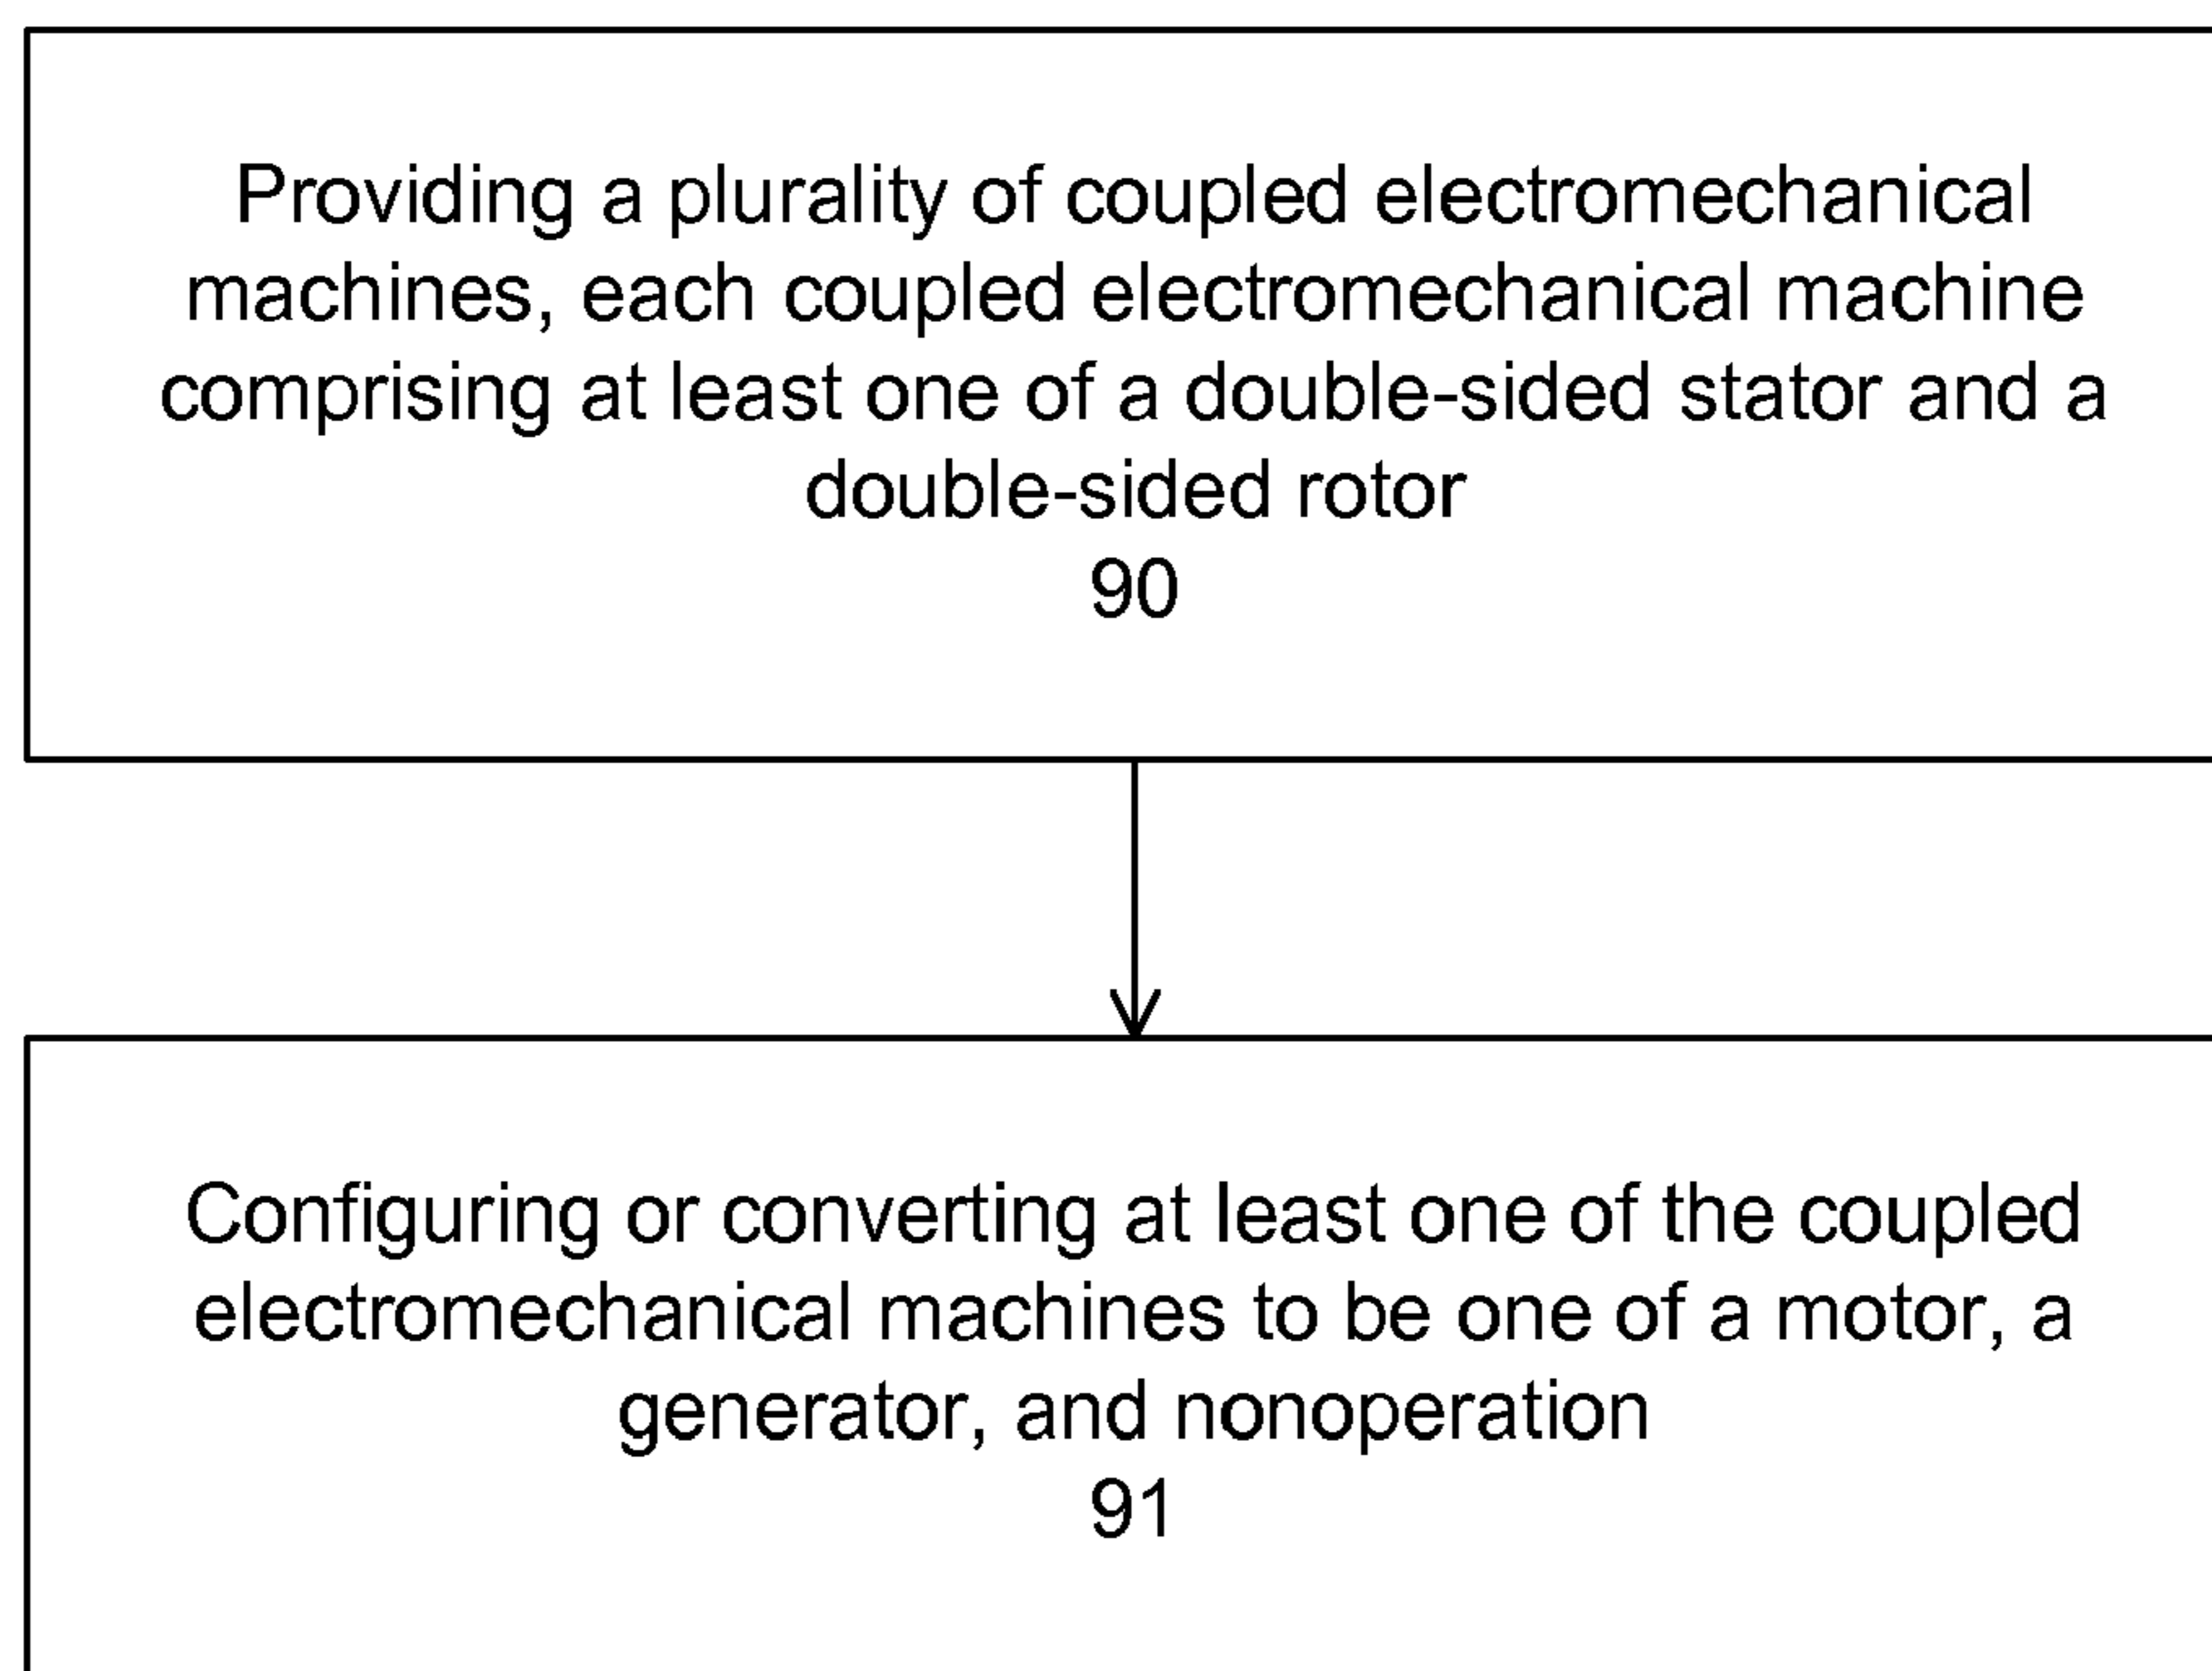 Providing a plurality of coupled electromechanical
machines, each coupled electromechanical machine
comprising at least one of a double-sided stator and a
double-sided rotor
90
Configuring or converting at least one of the coupled
electromechanical machines to be one of a motor, a
generator, and nonoperation
91